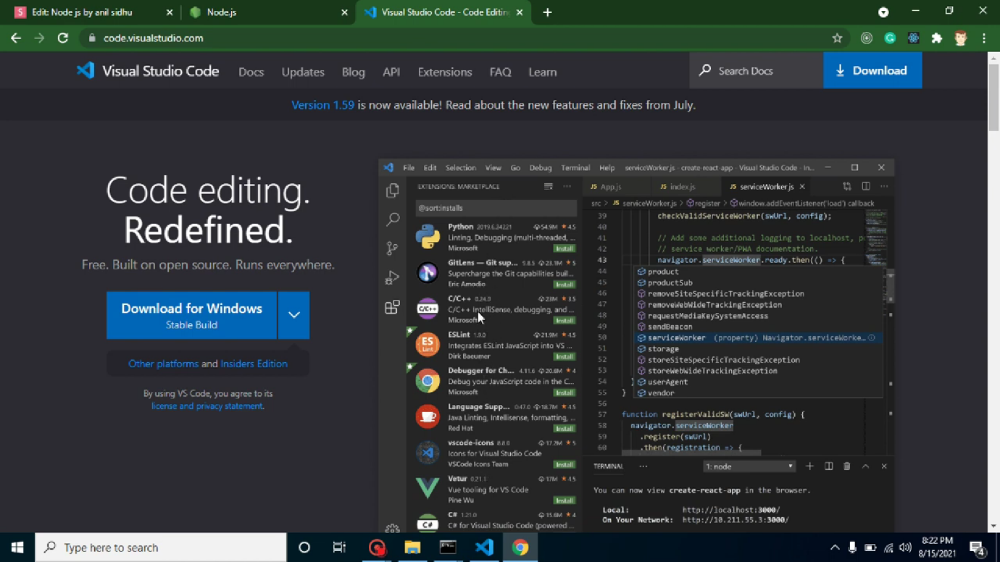 Edit: Node js by anil sidhu
Node.js
Visual Studio Code - Code Editin
code.visualstudio.com
Visual Studio Code
Docs
Updates
Blog
API
Extensions
FAQ
Learn
Search Docs
Download
Version 1.59 is now available! Read about the new features and fixes from July.
Code editing.
Redefined.
Free. Built on open source. Runs everywhere.
Download for Windows
Stable Build
Other platforms and Insiders Edition
By using VS Code, you agree to its
license and privacy statement.
File Edit Selection View Go Debug Terminal Help serviceWorker.js - create-react-app - Visual Studio Code - In...
EXTENSIONS: MARKETPLACE
@sort:installs
Python 2019.6.24221 54.9M 4.5
Linting, Debugging (multi-threaded, ...
Microsoft Install
GitLens — Git sup... 9.8.5 23.1M 5
Supercharge the Git capabilities buil...
Eric Amodio Install
C/C++
C/C++ 0.24.0 23M 3.5
C/C++ IntelliSense, debugging, and ...
Microsoft Install
ES
Lint
ESLint 1.9.0 21.9M 4.5
Integrates ESLint JavaScript into VS ...
Dirk Baeumer Install
Debugger for Ch... 4.11.6 20.6M 4
Debug your JavaScript code in the C...
Microsoft Install
Language Supp... 0.47.0 18.7M 4.5
Java Linting, Intellisense, formatting, ...
Red Hat Install
vscode-icons 8.8.0 17.2M 5
Icons for Visual Studio Code
VSCode Icons Team Install
Vetur 0.21.1 17M 4.5
Vue tooling for VS Code
Pine Wu Install
C#
C# 1.21.0 15.6M 4
C# for Visual Studio Code (powered ...
JS App.js
JS index.js
JS serviceWorker.js
src > JS serviceWorker.js > register > window.addEventListener('load') callback
39 checkValidServiceWorker(swUrl, config);
40
41 // Add some additional logging to localhost, p
42 // service worker/PWA documentation.
43 navigator.serviceWorker.ready.then(() => {
44 product
45 productSub
46 removeSiteSpecificTrackingException
47 removeWebWideTrackingException
48 requestMediaKeySystemAccess
49 sendBeacon
50 serviceWorker (property) Navigator.serviceWorke...
51 storage
52 storeSiteSpecificTrackingException
53 storeWebWideTrackingException
54 } userAgent
55 } vendor
56
57 function registerValidSW(swUrl, config) {
58 navigator.serviceWorker
59 .register(swUrl)
60 .then(registration => {
TERMINAL ... 1: node
You can now view create-react-app in the browser.
Local: http://localhost:3000/
On Your Network: http://10.211.55.3:3000/
Type here to search
8:22 PM
8/15/2021
4